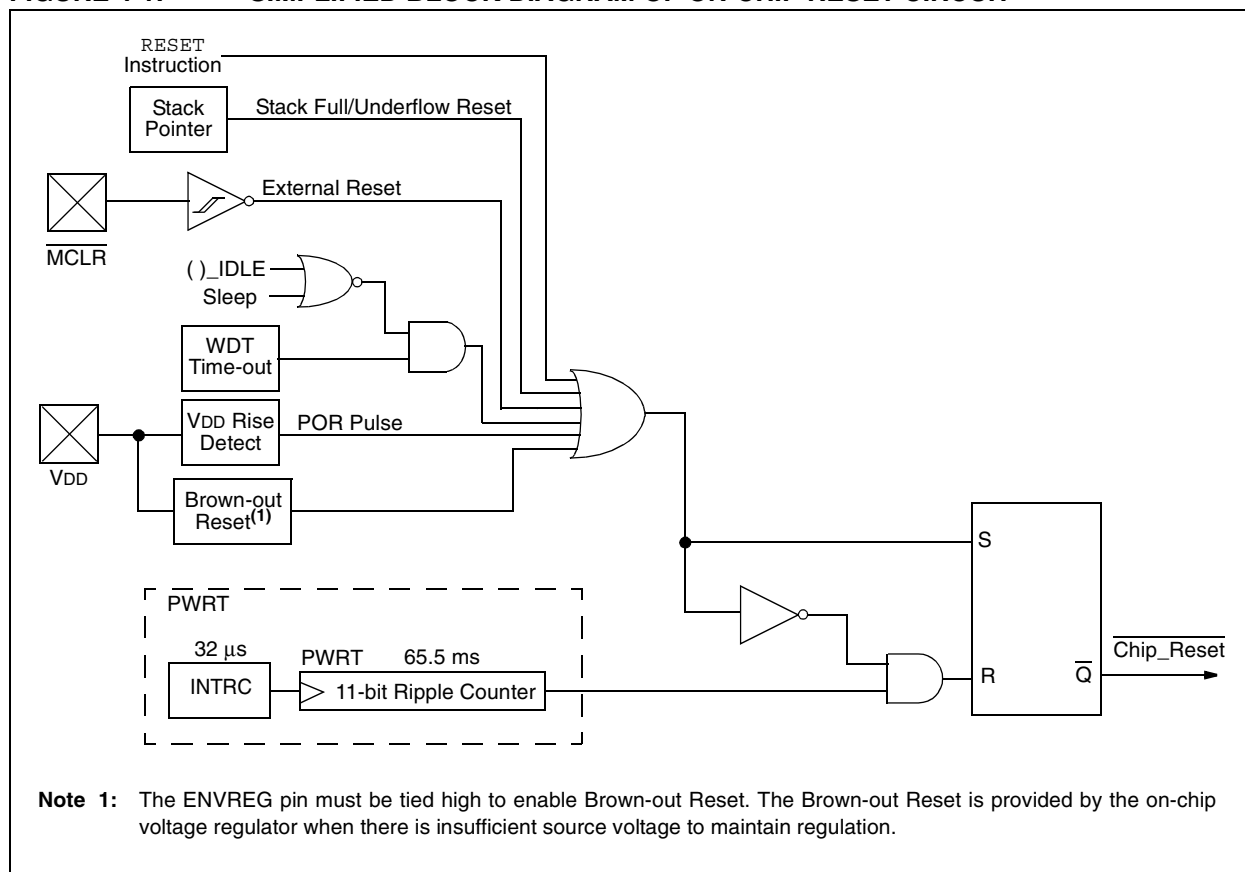 RESET
Instruction
Stack
Pointer
Stack Full/Underflow Reset
External Reset
MCLR
( )_IDLE
Sleep
WDT
Time-out
VDD Rise
Detect
POR Pulse
VDD
Brown-out
Reset(1)
PWRT
32 μs
INTRC
PWRT
65.5 ms
11-bit Ripple Counter
S
R
Q
Chip_Reset
Note 1: The ENVREG pin must be tied high to enable Brown-out Reset. The Brown-out Reset is provided by the on-chip
voltage regulator when there is insufficient source voltage to maintain regulation.